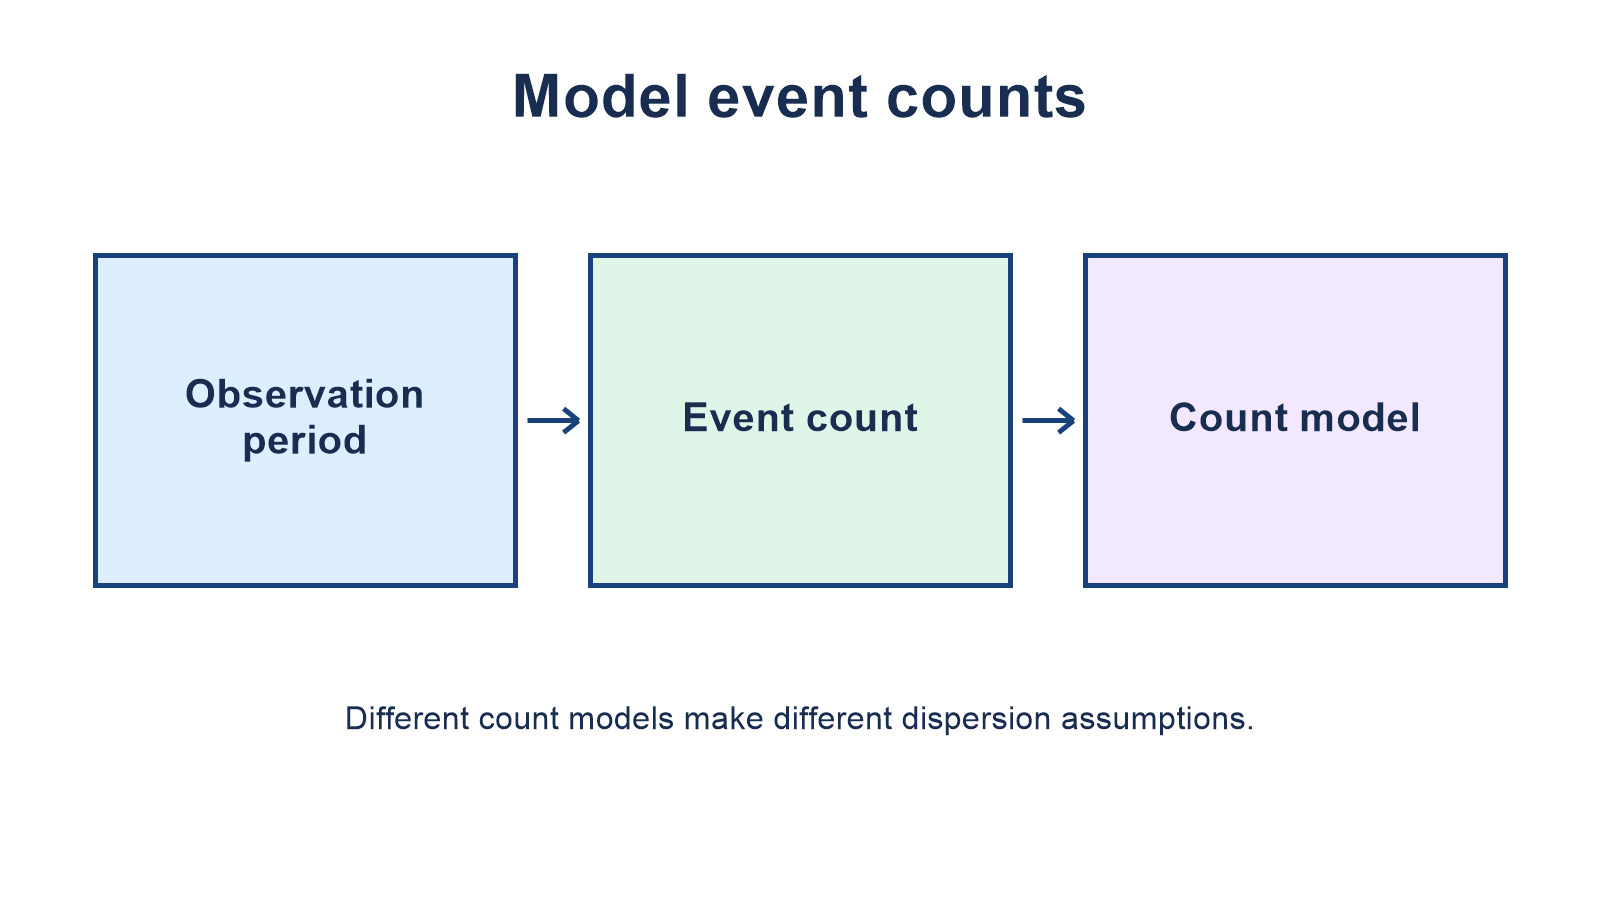 Model event counts
Observation
period
Event count
Count model
Different count models make different dispersion assumptions.